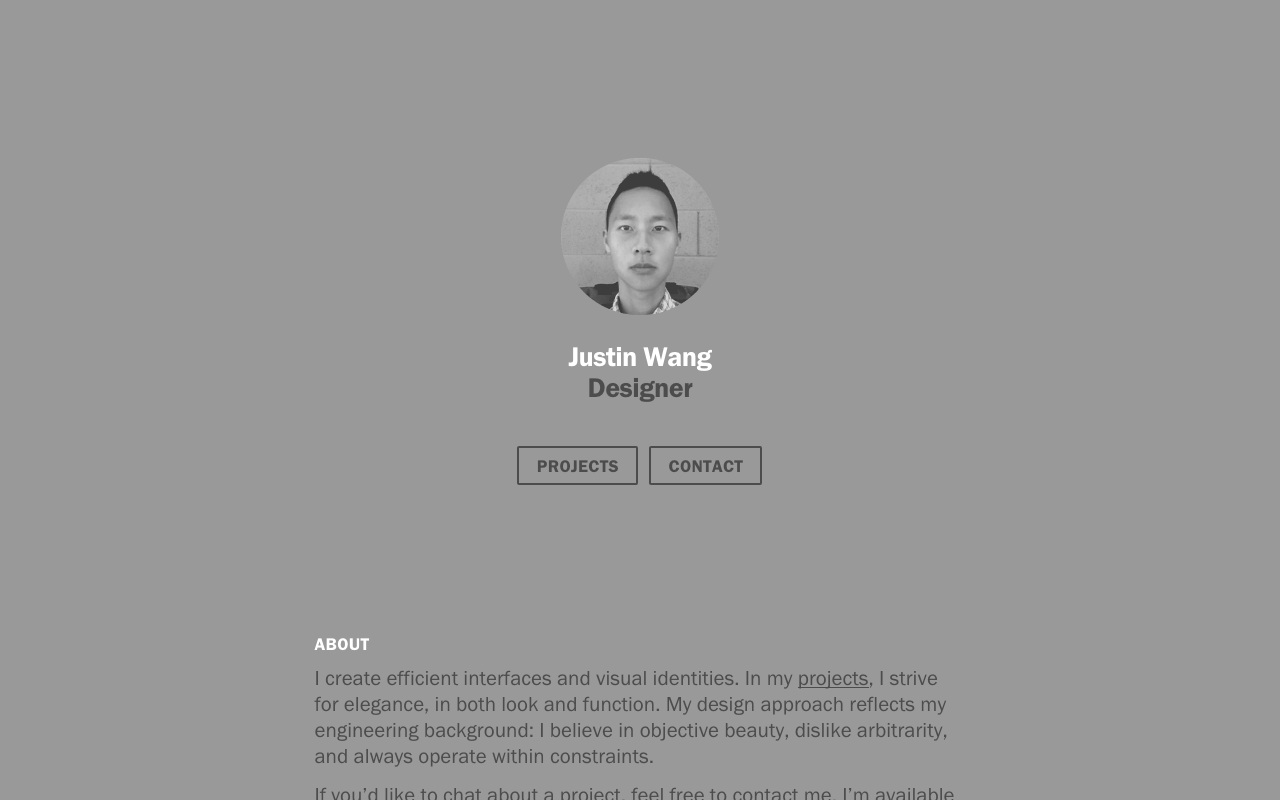 Justin Wang
Designer
PROJECTS
CONTACT
ABOUT
I create efficient interfaces and visual identities. In my projects, I strive
for elegance, in both look and function. My design approach reflects my
engineering background: I believe in objective beauty, dislike arbitrarity,
and always operate within constraints.
If you’d like to chat about a project, feel free to contact me. I’m available